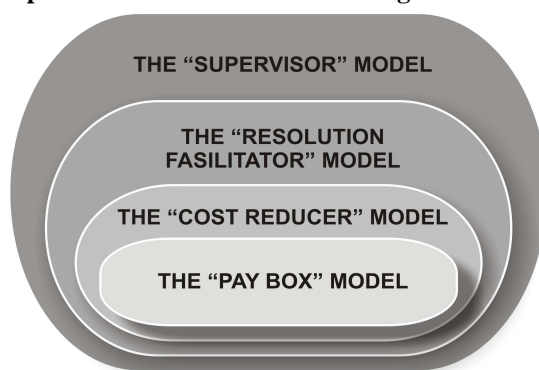 THE “SUPERVISOR” MODEL
THE “RESOLUTION
FASILITATOR” MODEL
THE “COST REDUCER” MODEL
THE “PAY BOX” MODEL